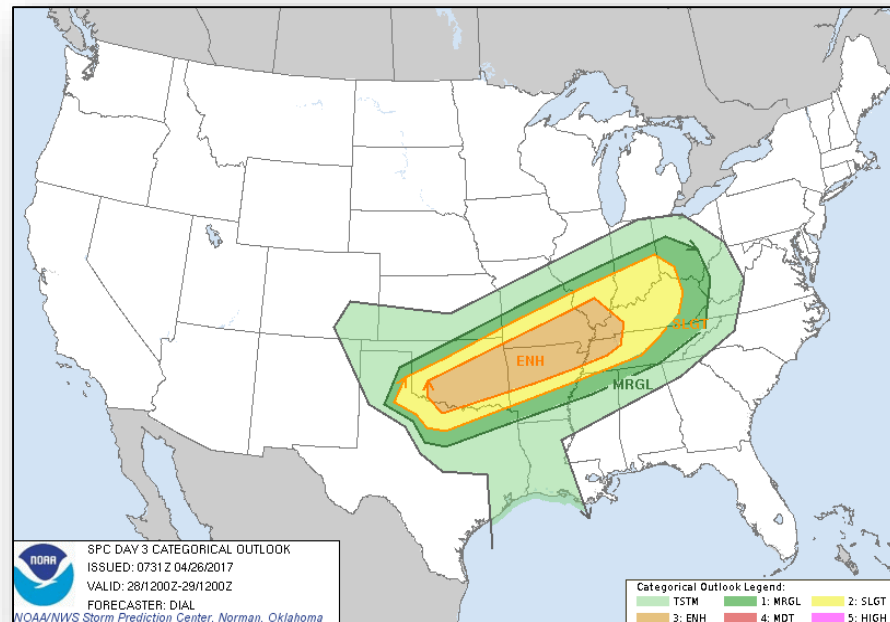 SLGT
ENH
MRGL
NOAA
SPC DAY 3 CATEGORICAL OUTLOOK
ISSUED: 0731Z 04/26/2017
VALID: 28/1200Z-29/1200Z
FORECASTER: DIAL
NOAA/NWS Storm Prediction Center, Norman, Oklahoma
Categorical Outlook Legend:
TSTM 1: MRGL 2: SLGT
3: ENH 4: MDT 5: HIGH